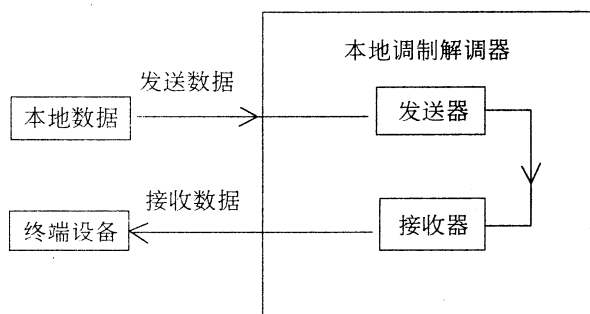 本地调制解调器
发送数据
本地数据
发送器
接收数据
终端设备
接收器